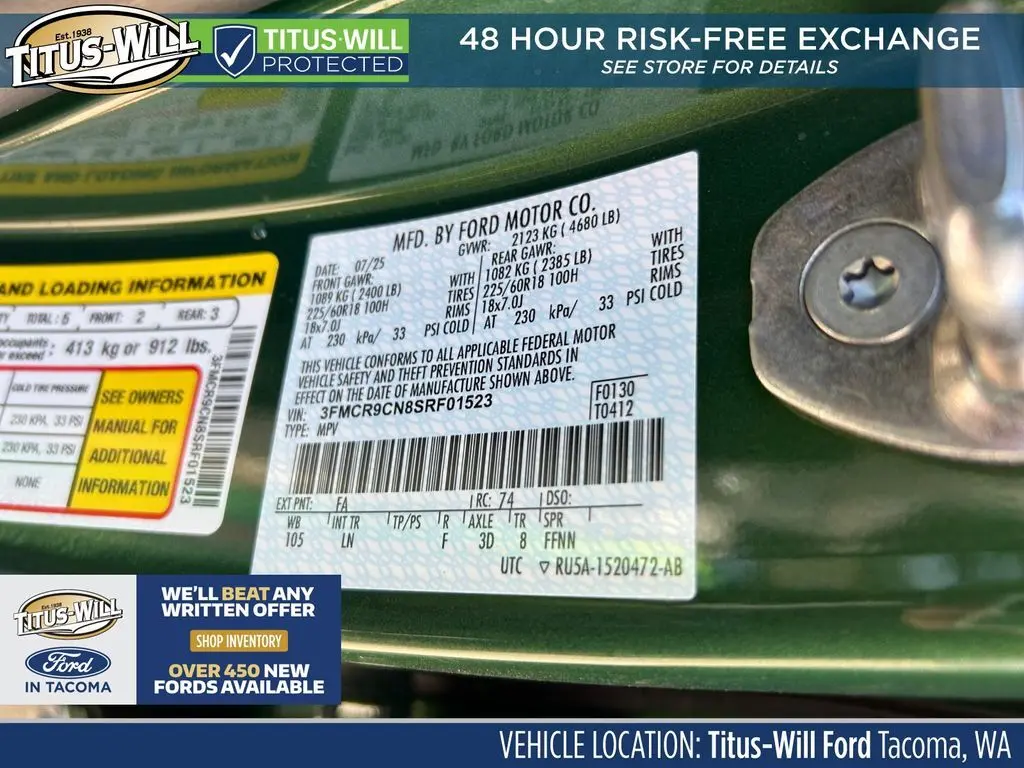 Est. 1938
TITUS-WILL
TITUS-WILL
PROTECTED
48 HOUR RISK-FREE EXCHANGE
SEE STORE FOR DETAILS
MFD. BY FORD MOTOR CO.
AND LOADING INFORMATION
TOTAL: 5 FRONT: 2 REAR: 3
413 kg or 912 lbs.
COLD TIRE PRESSURE
230 KPA, 33 PSI
230 KPA, 33 PSI
NONE
SEE OWNERS
MANUAL FOR
ADDITIONAL
INFORMATION
3FMCR9CN8SRF01523
MFD. BY FORD MOTOR CO.
DATE: 07/25 GVWR: 2123 KG ( 4680 LB)
FRONT GAWR: REAR GAWR:
1089 KG ( 2400 LB) WITH 1082 KG ( 2385 LB) WITH
225/60R18 100H TIRES 225/60R18 100H TIRES
18x7.0J RIMS 18x7.0J RIMS
AT 230 kPa/ 33 PSI COLD AT 230 kPa/ 33 PSI COLD
THIS VEHICLE CONFORMS TO ALL APPLICABLE FEDERAL MOTOR
VEHICLE SAFETY AND THEFT PREVENTION STANDARDS IN
EFFECT ON THE DATE OF MANUFACTURE SHOWN ABOVE.
VIN: 3FMCR9CN8SRF01523 F0130
TYPE: MPV T0412
EXT PNT: FA RC: 74 DSO:
WB INT TR TP/PS R AXLE TR SPR
105 LN F 3D 8 FFNN
UTC ▽ RU5A-1520472-AB
Est. 1938
TITUS-WILL
Ford
IN TACOMA
WE'LL BEAT ANY
WRITTEN OFFER
SHOP INVENTORY
OVER 450 NEW
FORDS AVAILABLE
VEHICLE LOCATION: Titus-Will Ford Tacoma, WA